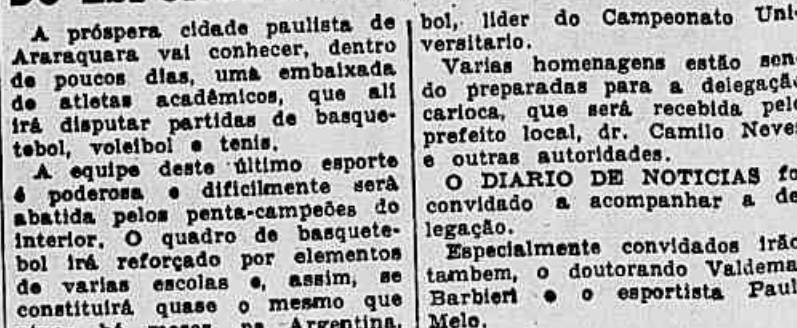 A próspera cidade paulista de
Araraquara vai conhecer, dentro
de poucos dias, uma embaixada
de atletas acadêmicos, que ali
irá disputar partidas de basque-
tebol, voleibol e tenis.
A equipe deste último esporte
é poderosa e dificilmente será
abatida pelos penta-campeões do
interior. O quadro de basquete-
bol irá reforçado por elementos
de varias escolas e, assim, se
constituirá quase o mesmo que
há meses, na Argentina,
bol, lider do Campeonato Uni-
versitario.
Varias homenagens estão sen-
do preparadas para a delegação
carioca, que será recebida pelo
prefeito local, dr. Camilo Neves
e outras autoridades.
O DIARIO DE NOTICIAS fo
convidado a acompanhar a de
legação.
Especialmente convidados irão
tambem, o doutorando Valdema
Barbieri e o esportista Paul
Melo.